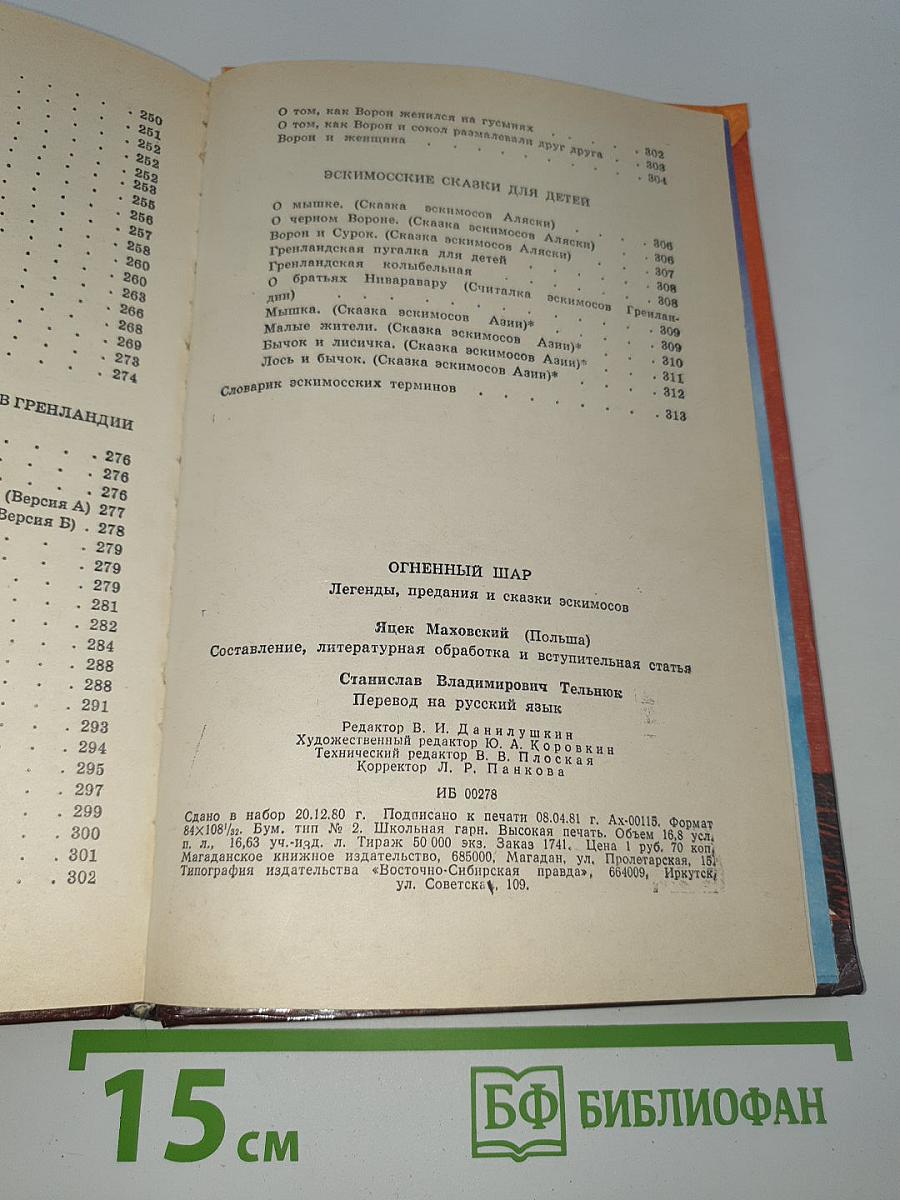 250
251
252
252
252
253
255
256
257
258
260
260
263
266
268
269
273
274
В ГРЕНЛАНДИИ
276
276
276
(Версия А) 277
Версия Б) . 278
279
279
279
281
282
284
288
288
291
293
294
295
297
299
300
301
302
О том, как Ворон женился на гусынях . . . . 302
О том, как Ворон и сокол размалевали друг друга . . 303
Ворон и женщина . . . . . . . . 304
ЭСКИМОССКИЕ СКАЗКИ ДЛЯ ДЕТЕЙ
О мышке. (Сказка эскимосов Аляски) . . . . 306
О черном Вороне. (Сказка эскимосов Аляски) . . . 306
Ворон и Сурок. (Сказка эскимосов Аляски) . . . 307
Гренландская пугалка для детей . . . . . 308
Гренландская колыбельная . . . . . . 308
О братьях Ниваравару (Считалка эскимосов Гренлан-
дии) . . . . . . . . . . 309
Мышка. (Сказка эскимосов Азии)* . . . . 309
Малые жители. (Сказка эскимосов Азии)* . . . 310
Бычок и лисичка. (Сказка эскимосов Азии)* . . . 311
Лось и бычок. (Сказка эскимосов Азии)* . . . . 312
Словарик эскимосских терминов . . . . . . . . 313
ОГНЕННЫЙ ШАР
Легенды, предания и сказки эскимосов
Яцек Маховский (Польша)
Составление, литературная обработка и вступительная статья
Станислав Владимирович Тельнюк
Перевод на русский язык
Редактор В. И. Данилушкин
Художественный редактор Ю. А. Коровкин
Технический редактор В. В. Плоская
Корректор Л. Р. Панкова
ИБ 00278
Сдано в набор 20.12.80 г. Подписано к печати 08.04.81 г. Ах-00115. Формат
84×108¹/₃₂. Бум. тип № 2. Школьная гарн. Высокая печать. Объем 16,8 усл.
п. л., 16,63 уч.-изд. л. Тираж 50 000 экз. Заказ 1741. Цена 1 руб. 70 коп.
Магаданское книжное издательство, 685000, Магадан, ул. Пролетарская, 15.
Типография издательства «Восточно-Сибирская правда», 664009, Иркутск,
ул. Советская, 109.
15 см
БФ БИБЛИОФАН